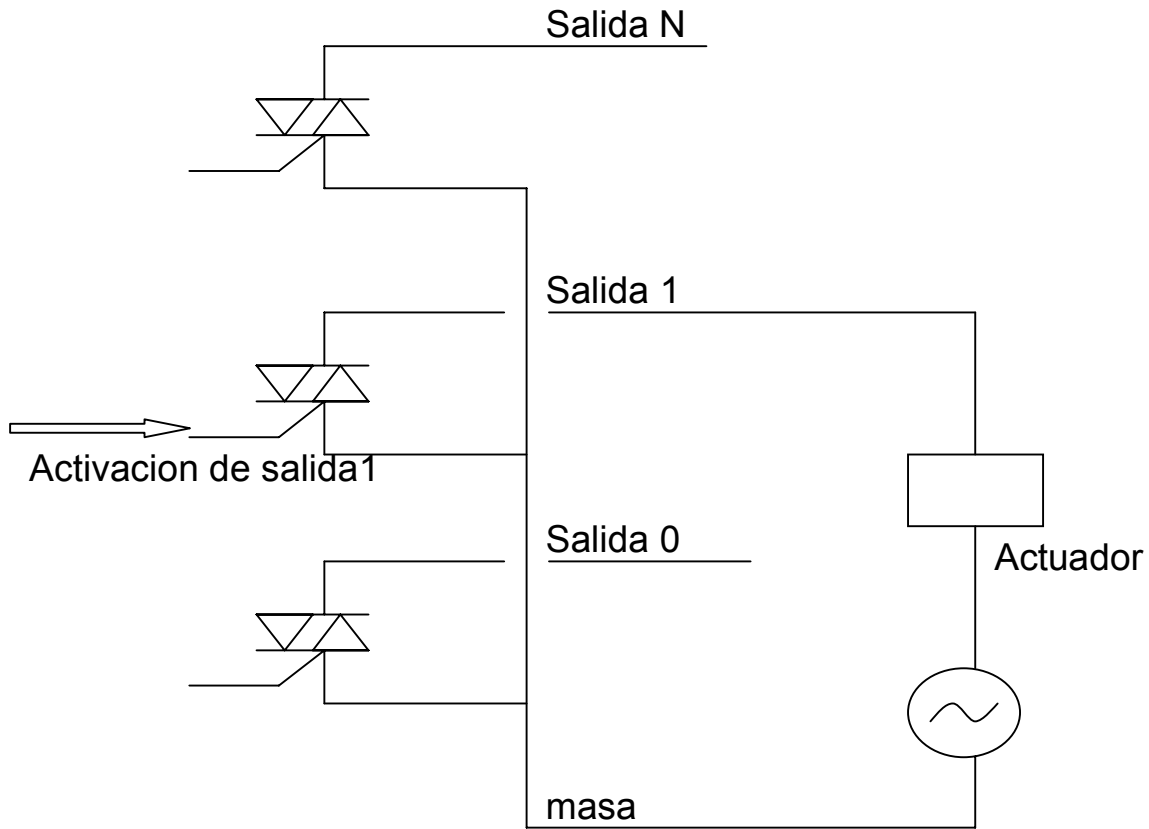 Salida N
Salida 1
Activacion de salida1
Salida 0
Actuador
masa